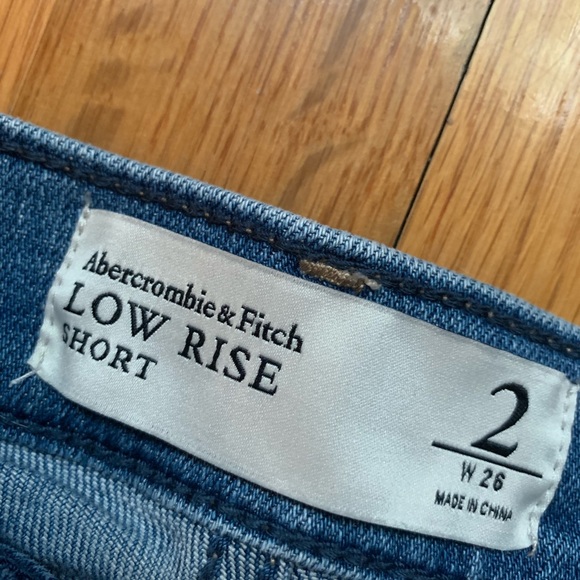 Abercrombie & Fitch
LOW RISE
SHORT
2
W 26
MADE IN CHINA